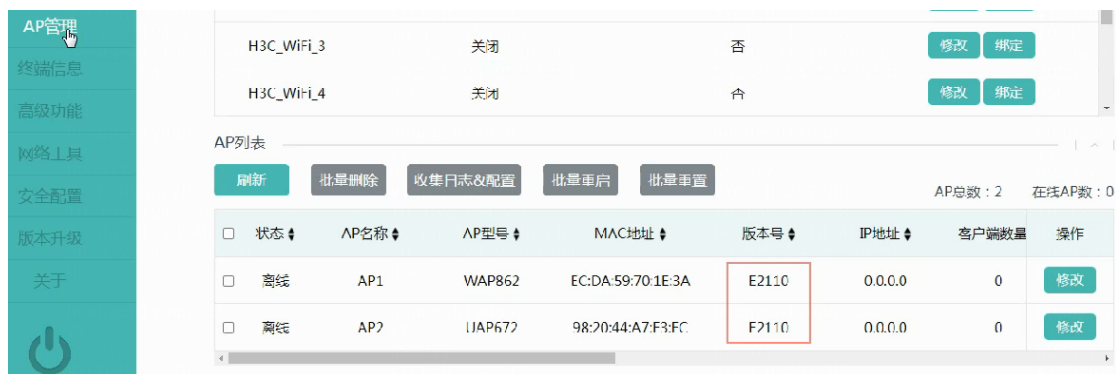 AP管理
终端信息
高级功能
网络工具
安全配置
版本升级
关于
H3C_WiFi_3 关闭 否 修改 绑定
H3C_WiFi_4 关闭 否 修改 绑定
AP列表
刷新 批量删除 收集日志&配置 批量重启 批量重置 AP总数：2 在线AP数：0
状态 AP名称 AP型号 MAC地址 版本号 IP地址 客户端数量 操作
离线 AP1 WAP862 EC:DA:59:70:1E:3A E2110 0.0.0.0 0 修改
离线 AP2 UAP672 98:20:44:A7:F3:FC E2110 0.0.0.0 0 修改